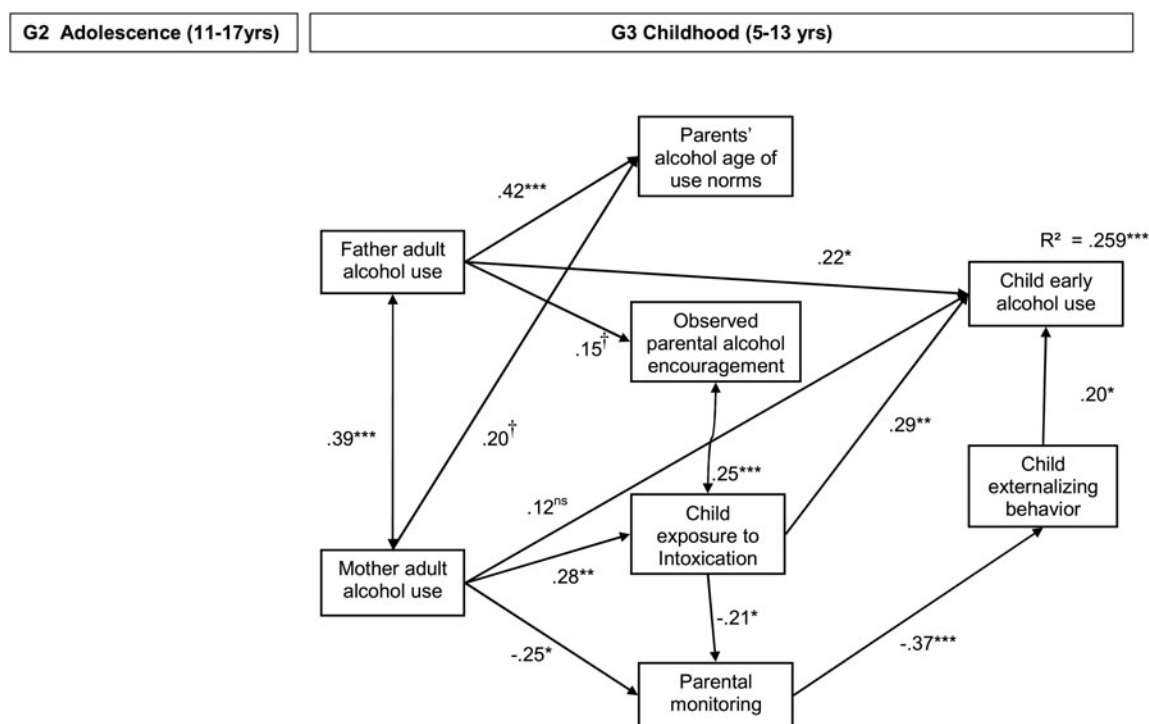 G2 Adolescence (11-17yrs)
G3 Childhood (5-13 yrs)
Parents’
alcohol age of
use norms
.42***
Father adult
alcohol use
R² = .259***
.22*
Child early
alcohol use
Observed
parental alcohol
encouragement
.15†
.39***
.20†
.29**
.20*
.25***
.12ns
Child
exposure to
Intoxication
Child
externalizing
behavior
Mother adult
alcohol use
.28**
-.21*
-.25*
-.37***
Parental
monitoring